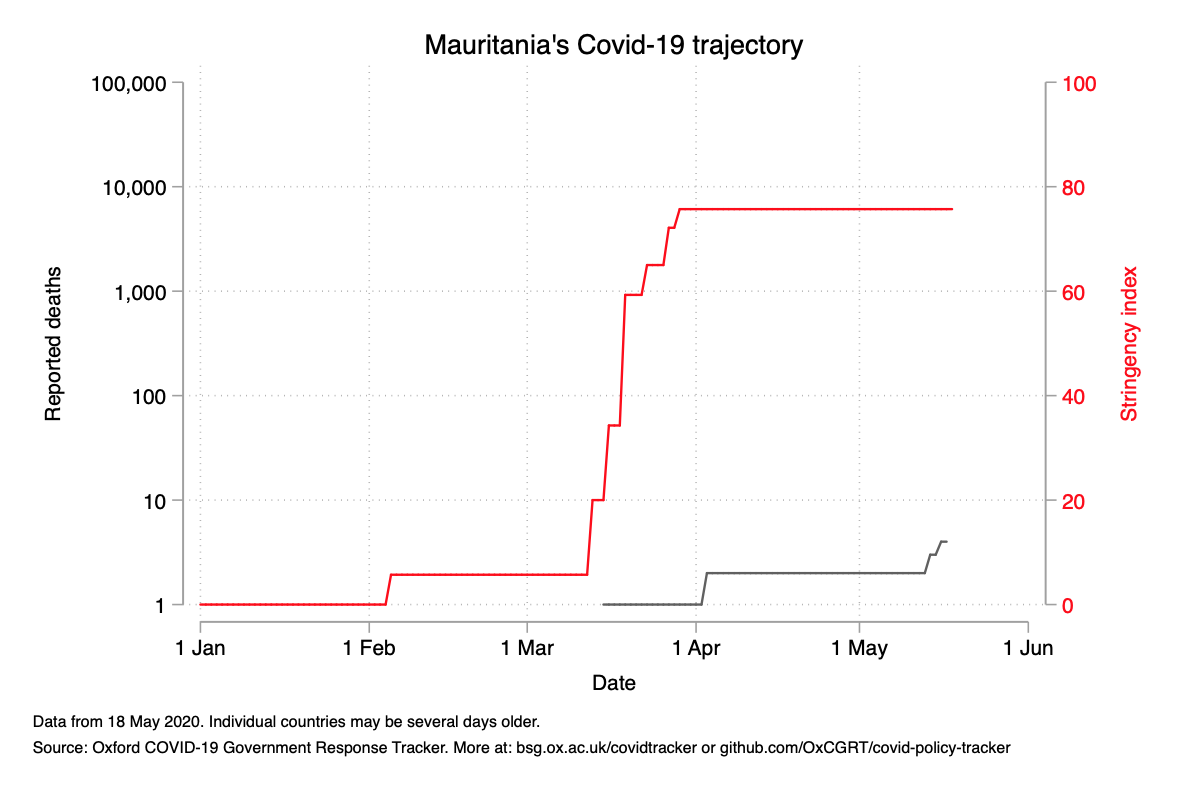 Mauritania's Covid-19 trajectory
100,000
10,000
1,000
100
10
1
Reported deaths
100
80
60
40
20
0
Stringency index
1 Jan
1 Feb
1 Mar
1 Apr
1 May
1 Jun
Date
Data from 18 May 2020. Individual countries may be several days older.
Source: Oxford COVID-19 Government Response Tracker. More at: bsg.ox.ac.uk/covidtracker or github.com/OxCGRT/covid-policy-tracker